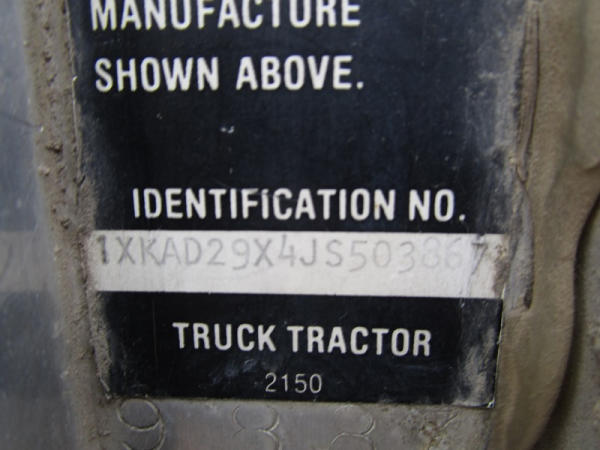 MANUFACTURE
SHOWN ABOVE.
IDENTIFICATION NO.
1XKAD29X4JS503867
TRUCK TRACTOR
2150